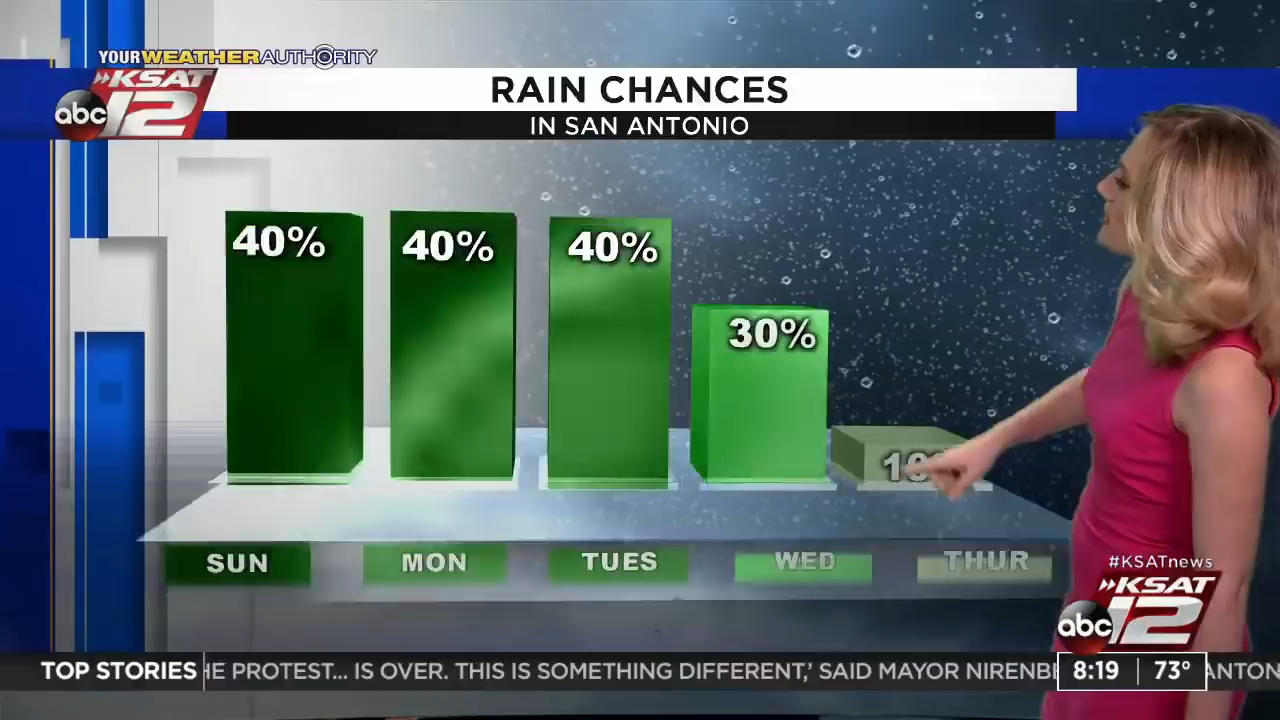 YOURWEATHERAUTHORITY
KSAT
abc 12
RAIN CHANCES
IN SAN ANTONIO
40%
40%
40%
30%
SUN
MON
TUES
WED
THUR
#KSATnews
KSAT
abc 12
TOP STORIES
PROTEST... IS OVER. THIS IS SOMETHING DIFFERENT,' SAID MAYOR
8:19
73°